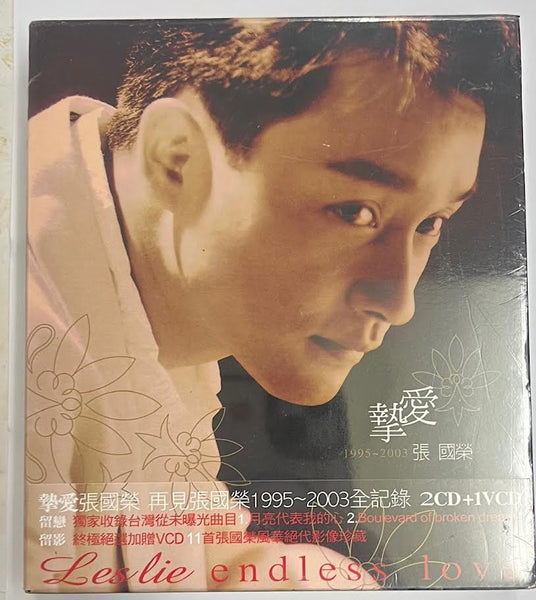 摯愛
1995~2003 張 國榮
摯愛張國榮 再見張國榮1995~2003全記錄 2CD+1VCD
留戀 獨家收錄台灣從未曝光曲目1.月亮代表我的心 2.Boulevard of broken dreams
留影 終極絕選加贈VCD 11首張國榮風華絕代影像珍藏
Leslie endless love